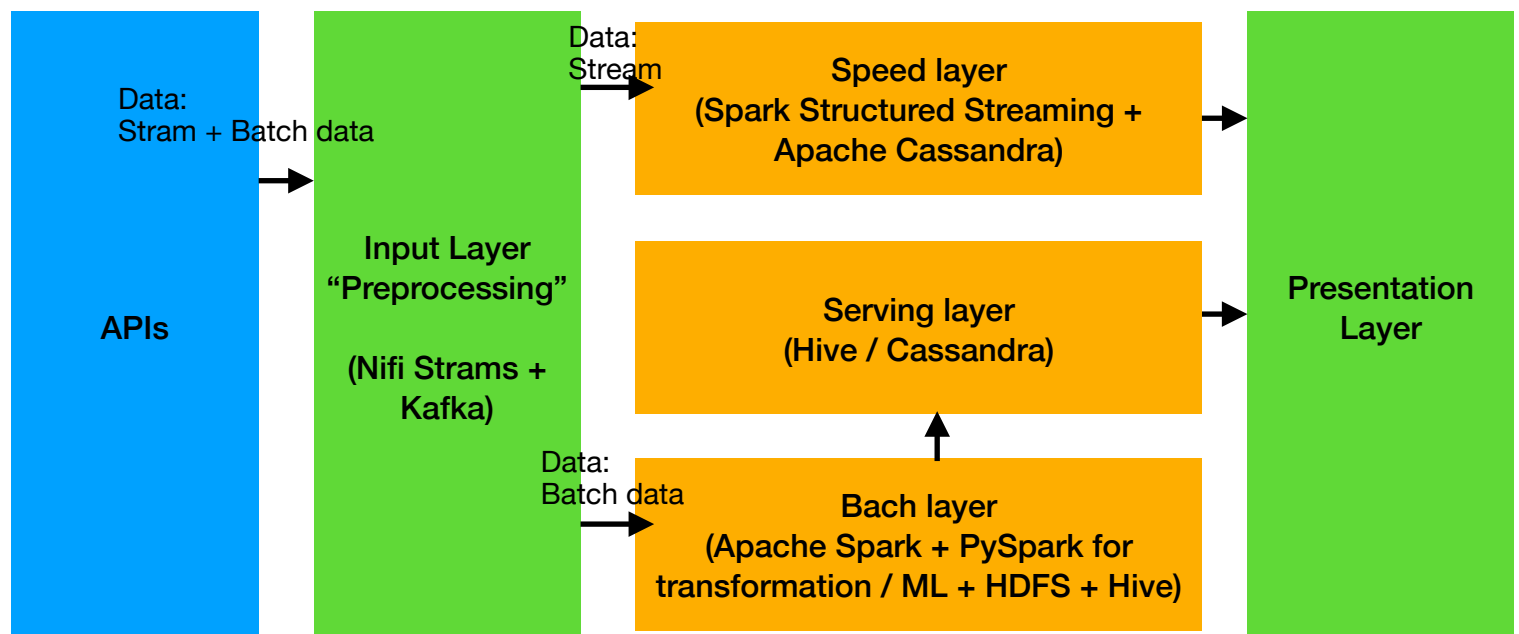 APIs
Data:
Stram + Batch data
Input Layer
“Preprocessing”
(Nifi Strams +
Kafka)
Data:
Stream
Speed layer
(Spark Structured Streaming +
Apache Cassandra)
Serving layer
(Hive / Cassandra)
Data:
Batch data
Bach layer
(Apache Spark + PySpark for
transformation / ML + HDFS + Hive)
Presentation
Layer